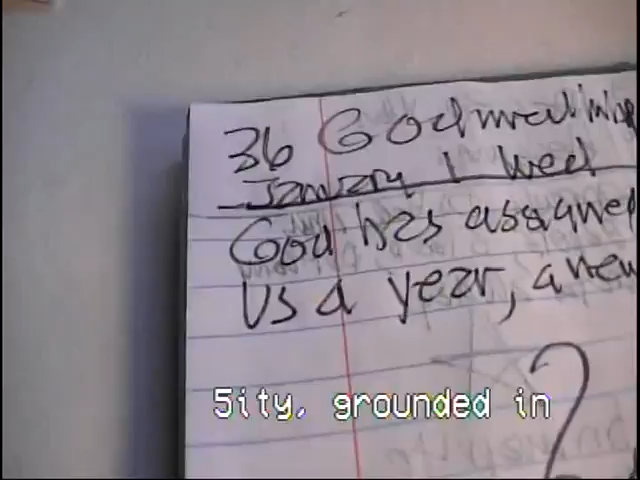 36 God
January 1 Wed
God has assigned
us a year, a new
5ity, grounded in
?